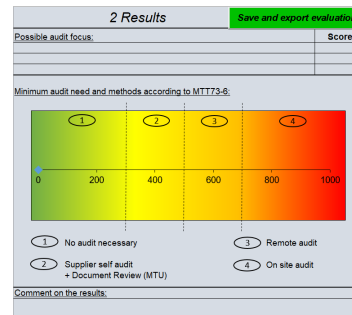 2 Results
Save and export evaluation
Possible audit focus:
Score
Minimum audit need and methods according to MTT73-6:
1 2 3 4
0 200 400 600 800 1000
1 No audit necessary
3 Remote audit
2 Supplier self audit
+ Document Review (MTU)
4 On site audit
Comment on the results: